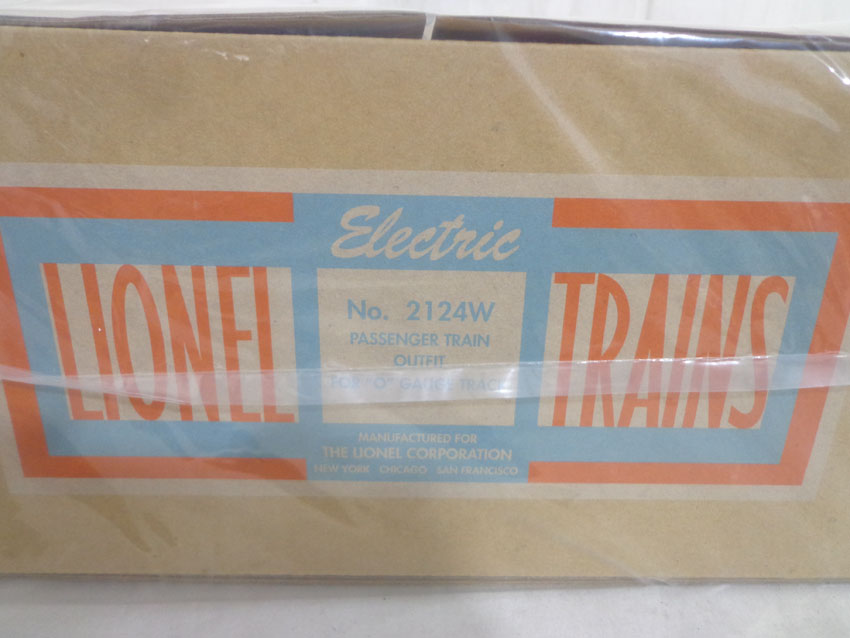 Electric
LIONEL
No. 2124W
PASSENGER TRAIN
OUTFIT
FOR "O" GAUGE TRACK
TRAINS
MANUFACTURED FOR
THE LIONEL CORPORATION
NEW YORK CHICAGO SAN FRANCISCO